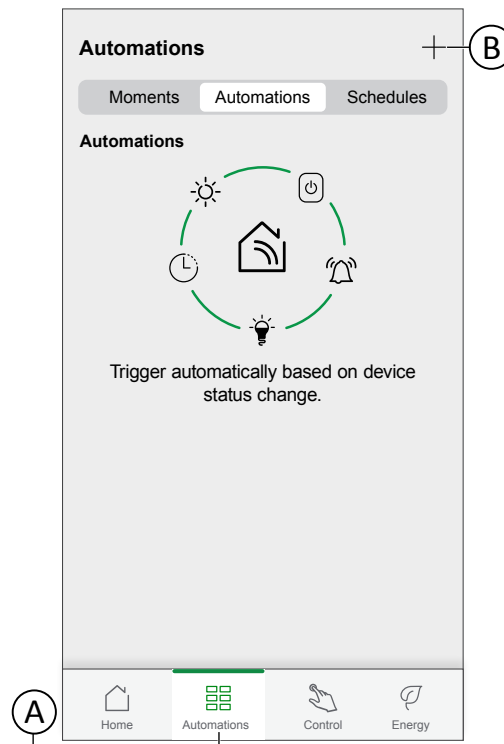 Automations
B
Moments Automations Schedules
Automations
Trigger automatically based on device
status change.
A
Home Automations Control Energy